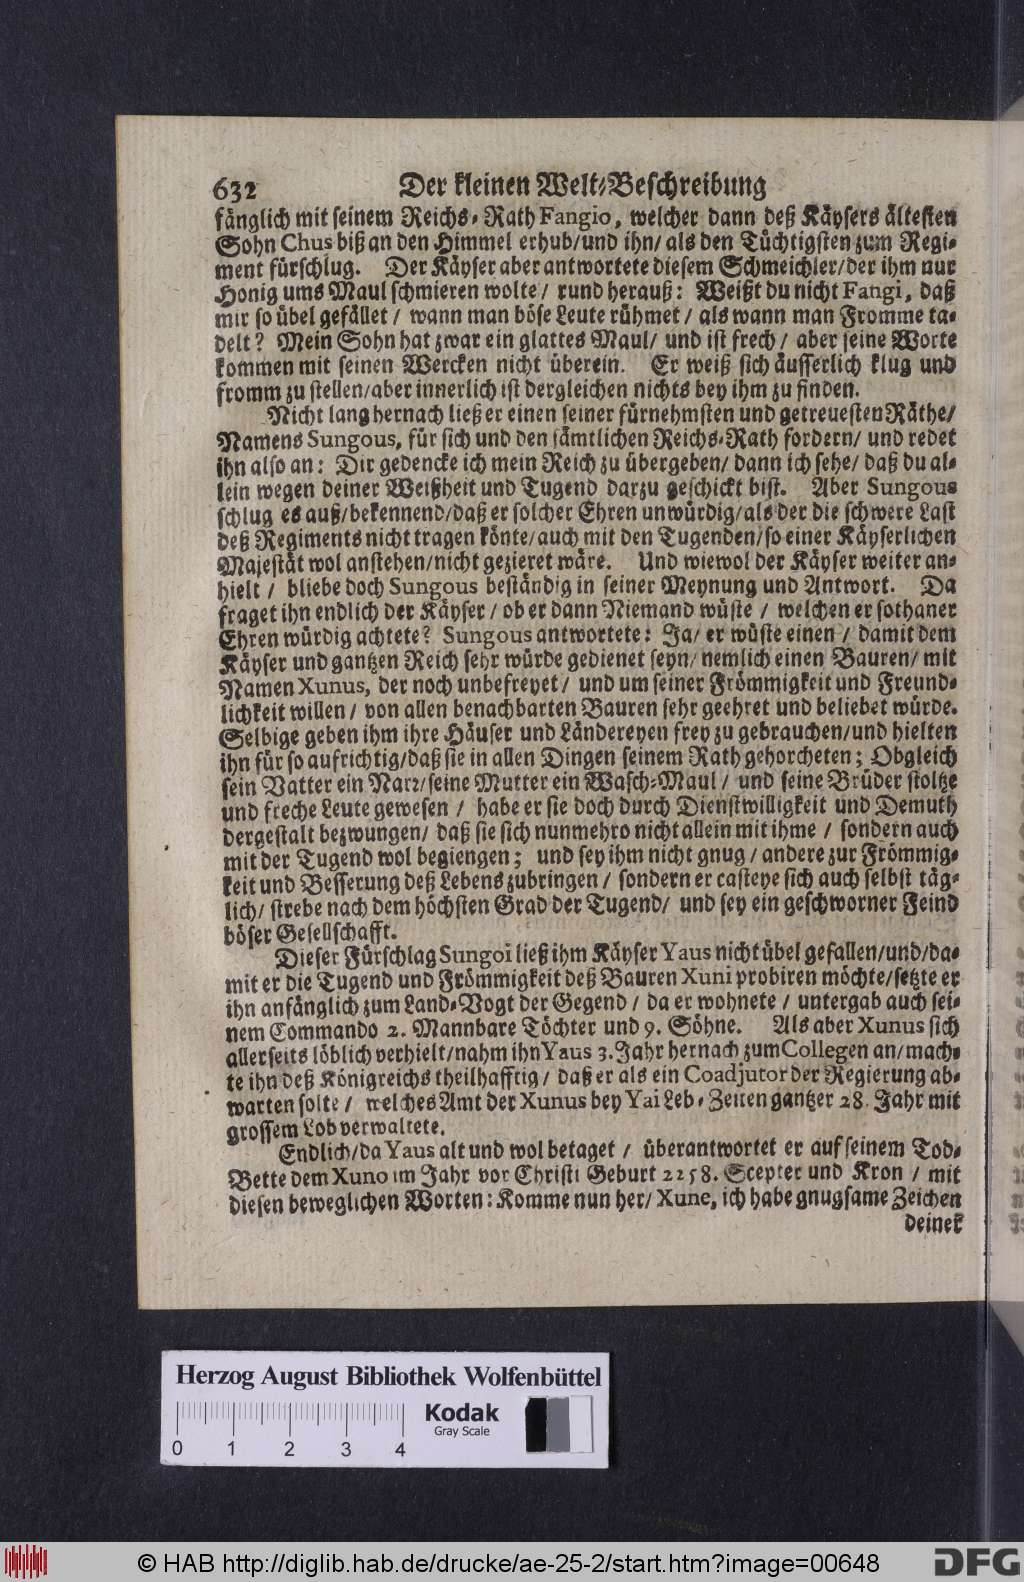 632 Der kleinen Welt-Beschreibung
fänglich mit seinem Reichs-Rath Fangio, welcher dann deß Käysers ältesten
Sohn Chus biß an den Himmel erhub/und ihn/ als den Tüchtigsten zum Regi-
ment fürschlug. Der Käyser aber antwortete diesem Schmeichler/der ihm nur
Honig ums Maul schmieren wolte/ rund herauß: Weißt du nicht Fangi, daß
mir so übel gefället / wann man böse Leute rühmet / als wann man Fromme ta-
delt? Mein Sohn hat zwar ein glattes Maul/ und ist frech/ aber seine Worte
kommen mit seinen Wercken nicht überein. Er weiß sich äusserlich klug und
fromm zu stellen/aber innerlich ist dergleichen nichts bey ihm zu finden.
Nicht lang hernach ließ er einen seiner fürnehmsten und getreuesten Räthe/
Namens Sungous, für sich und den sämtlichen Reichs-Rath fordern/ und redet
ihn also an: Dir gedencke ich mein Reich zu übergeben/ dann ich sehe/ daß du al-
lein wegen deiner Weißheit und Tugend darzu geschickt bist. Aber Sungous
schlug es auß/bekennend/daß er solcher Ehren unwürdig/als der die schwere Last
deß Regiments nicht tragen könte/auch mit den Tugenden/so einer Käyserlichen
Majestät wol anstehen/nicht gezieret wäre. Und wiewol der Käyser weiter an-
hielt / bliebe doch Sungous beständig in seiner Meynung und Antwort. Da
fraget ihn endlich der Käyser/ ob er dann Niemand wüste / welchen er sothaner
Ehren würdig achtete? Sungous antwortete: Ja/ er wüste einen / damit dem
Käyser und gantzen Reich sehr würde gedienet seyn/ nemlich einen Bauren/ mit
Namen Xunus, der noch unbefreyet/ und um seiner Frömmigkeit und Freund-
lichkeit willen/ von allen benachbarten Bauren sehr geehret und beliebet würde.
Selbige geben ihm ihre Häuser und Ländereyen frey zu gebrauchen/und hielten
ihn für so aufrichtig/daß sie in allen Dingen seinem Rath gehorcheten; Obgleich
sein Vatter ein Narr/seine Mutter ein Wasch-Maul/ und seine Brüder stoltze
und freche Leute gewesen / habe er sie doch durch Dienstwilligkeit und Demuth
dergestalt bezwungen/ daß sie sich nunmehro nicht allein mit ihme / sondern auch
mit der Tugend wol begiengen; und sey ihm nicht gnug/ andere zur Frömmig-
keit und Besserung deß Lebens zubringen/ sondern er casteye sich auch selbst täg-
lich/ strebe nach dem höchsten Grad der Tugend/ und sey ein geschworner Feind
böser Gesellschafft.
Dieser Fürschlag Sungoi ließ ihm Käyser Yaus nicht übel gefallen/und/da-
mit er die Tugend und Frömmigkeit deß Bauren Xuni probiren möchte/setzte er
ihn anfänglich zum Land-Vogt der Gegend / da er wohnete / untergab auch sei-
nem Commando 2. Mannbare Töchter und 9. Söhne. Als aber Xunus sich
allerseits löblich verhielt/nahm ihn Yaus 3. Jahr hernach zum Collegen an/mach-
te ihn deß Königreichs theilhafftig/ daß er als ein Coadjutor der Regierung ab-
warten solte/ welches Amt der Xunus bey Yai Leb-Zeiten gantzer 28. Jahr mit
grossem Lob verwaltete.
Endlich/da Yaus alt und wol betaget / überantwortet er auf seinem Tod-
Bette dem Xuno im Jahr vor Christi Geburt 2258. Scepter und Kron / mit
diesen beweglichen Worten: Komme nun her/ Xune, ich habe gnugsame Zeichen
deiner
Herzog August Bibliothek Wolfenbüttel
Kodak
Gray Scale
0 1 2 3 4
© HAB http://diglib.hab.de/drucke/ae-25-2/start.htm?image=00648
DFG